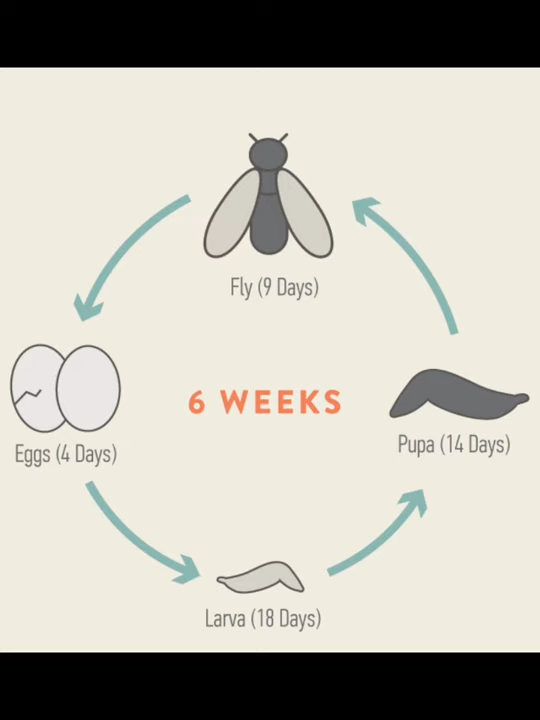 Fly (9 Days)
6 WEEKS
Eggs (4 Days)
Pupa (14 Days)
Larva (18 Days)